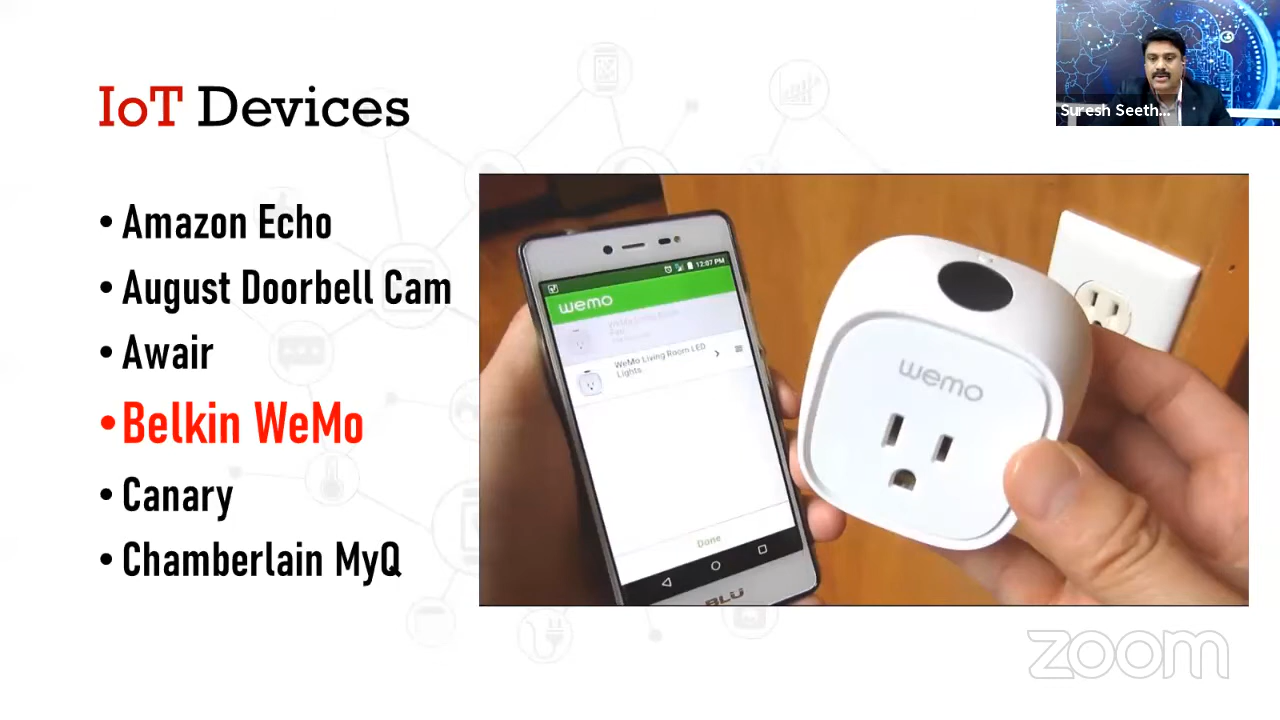 IoT Devices
Suresh Seeth...
• Amazon Echo
• August Doorbell Cam
• Awair
• Belkin WeMo
• Canary
• Chamberlain MyQ
12:07 PM
wemo
WeMo Living Room LED
Lights
Done
BLU
wemo
zoom